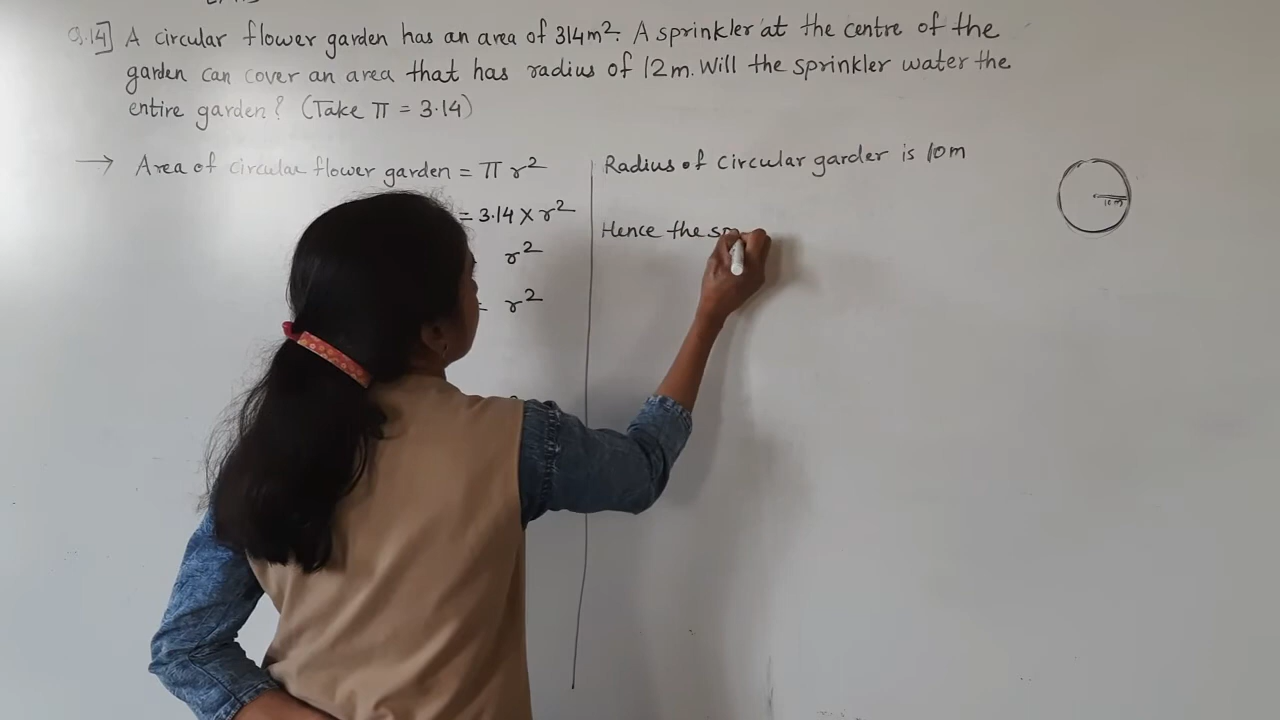 Q.14] A circular flower garden has an area of 314m². A sprinkler at the centre of the
garden can cover an area that has radius of 12m. Will the sprinkler water the
entire garden? (Take π = 3.14)
→ Area of circular flower garden = π r²
= 3.14 × r²
r²
= r²
Radius of circular garder is 10m
Hence the sp
10m